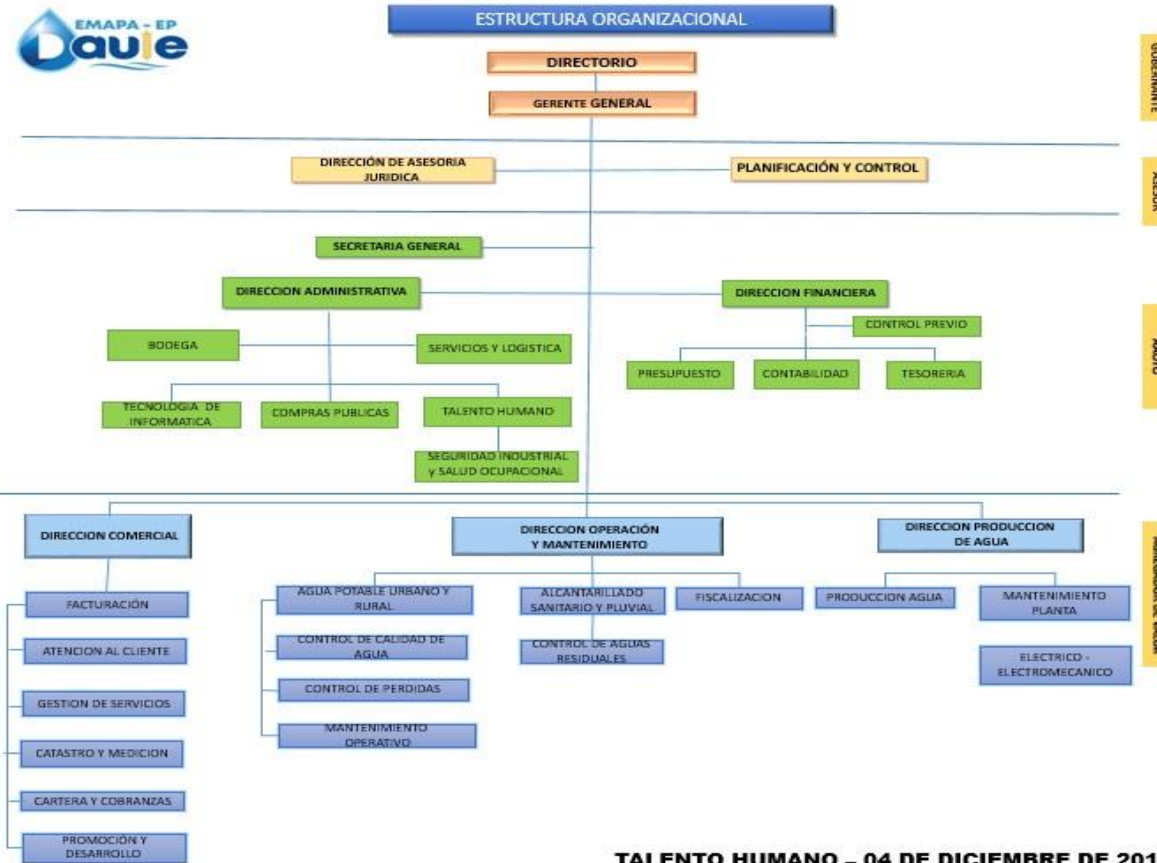 EMAPA - EP
Daule
ESTRUCTURA ORGANIZACIONAL
DIRECTORIO
GERENTE GENERAL
GOBERNANTE
DIRECCIÓN DE ASESORIA
JURIDICA
PLANIFICACIÓN Y CONTROL
ASESOR
SECRETARIA GENERAL
DIRECCION ADMINISTRATIVA
DIRECCION FINANCIERA
CONTROL PREVIO
BODEGA
SERVICIOS Y LOGISTICA
PRESUPUESTO
CONTABILIDAD
TESORERIA
TECNOLOGIA DE
INFORMATICA
COMPRAS PUBLICAS
TALENTO HUMANO
SEGURIDAD INDUSTRIAL
y SALUD OCUPACIONAL
DIRECCION COMERCIAL
DIRECCION OPERACIÓN
Y MANTENIMIENTO
DIRECCION PRODUCCION
DE AGUA
FACTURACIÓN
AGUA POTABLE URBANO Y
RURAL
ALCANTARILLADO
SANITARIO Y PLUVIAL
FISCALIZACION
PRODUCCION AGUA
MANTENIMIENTO
PLANTA
ATENCION AL CLIENTE
CONTROL DE CALIDAD DE
AGUA
CONTROL DE AGUAS
RESIDUALES
ELECTRICO -
ELECTROMECANICO
GESTION DE SERVICIOS
CONTROL DE PERDIDAS
CATASTRO Y MEDICION
MANTENIMIENTO
OPERATIVO
CARTERA Y COBRANZAS
PROMOCIÓN Y
DESARROLLO
TALENTO HUMANO – 04 DE DICIEMBRE DE 201